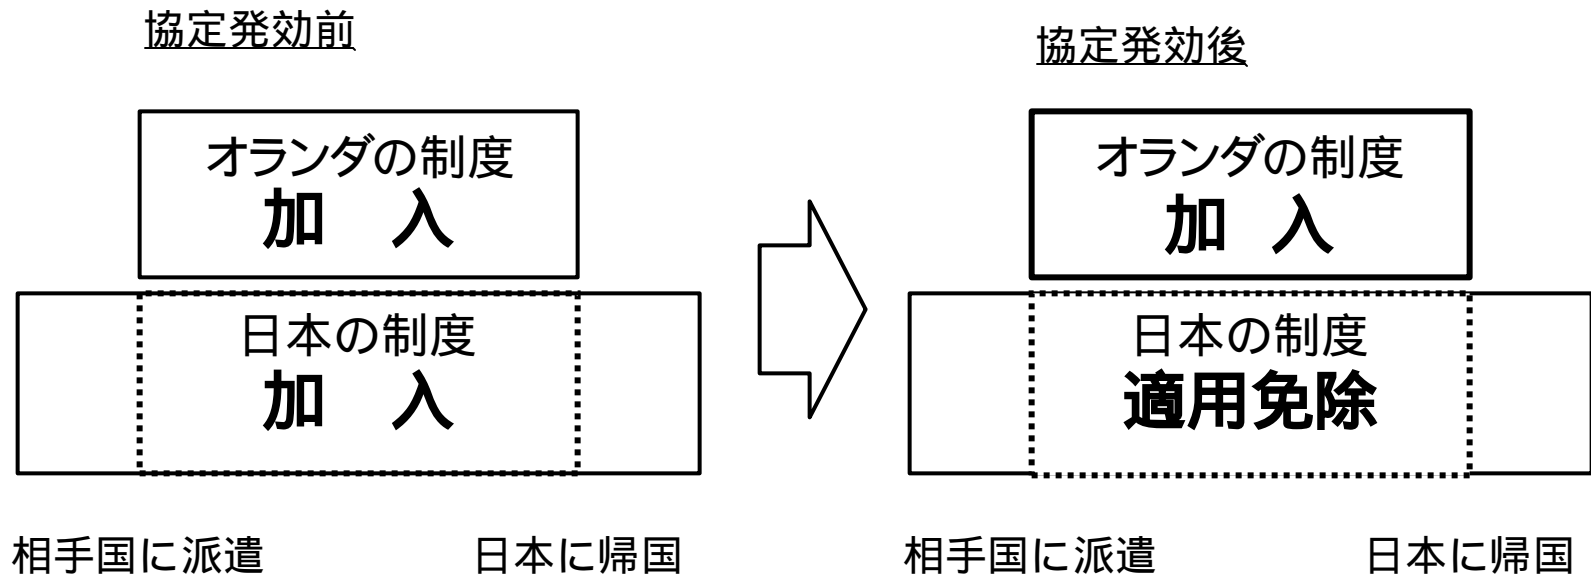 協定発効前
オランダの制度
加 入
日本の制度
加 入
相手国に派遣 日本に帰国
協定発効後
オランダの制度
加 入
日本の制度
適用免除
相手国に派遣 日本に帰国